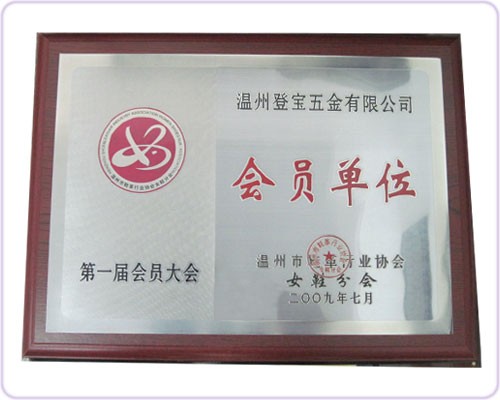 温州登宝五金有限公司
会员单位
第一届会员大会
温州市鞋革行业协会
女鞋分会
二〇〇九年七月